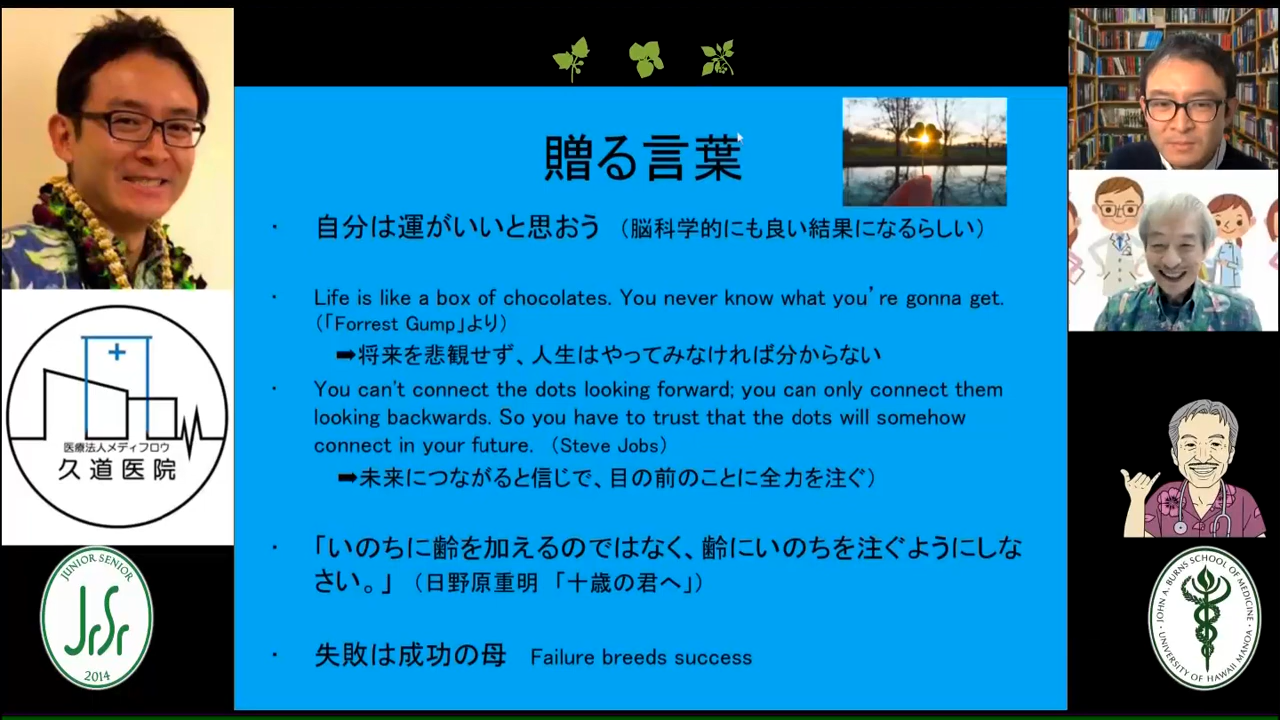 贈る言葉
・ 自分は運がいいと思おう （脳科学的にも良い結果になるらしい）
・ Life is like a box of chocolates. You never know what you're gonna get.
（「Forrest Gump」より）
➡将来を悲観せず、人生はやってみなければ分からない
・ You can't connect the dots looking forward; you can only connect them
looking backwards. So you have to trust that the dots will somehow
connect in your future. （Steve Jobs）
➡未来につながると信じで、目の前のことに全力を注ぐ）
・ 「いのちに齢を加えるのではなく、齢にいのちを注ぐようにしな
さい。」 （日野原重明 「十歳の君へ」）
・ 失敗は成功の母 Failure breeds success
医療法人メディフロウ
久道医院
JUNIOR SENIOR
JrSr
2014
JOHN A. BURNS SCHOOL OF MEDICINE
UNIVERSITY OF HAWAII MANOA